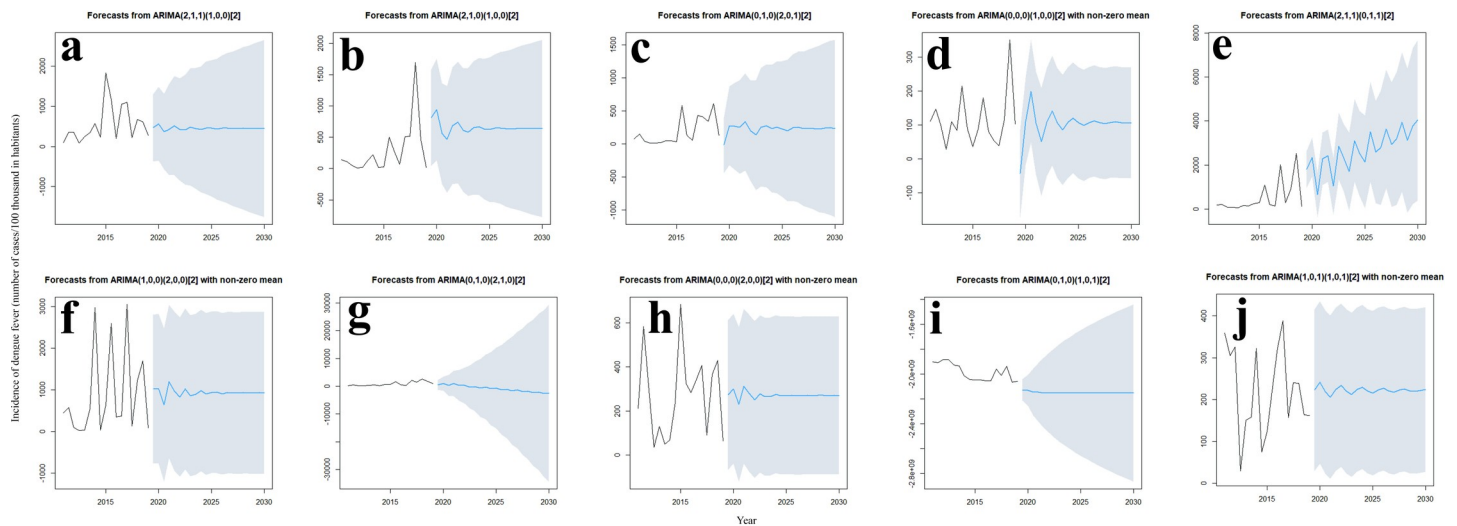 Incidence of dengue fever (number of cases/100 thousand in habitants)
Forecasts from ARIMA(2,1,1)(1,0,0)[2]
a
2000
1000
0
-1000
2015 2020 2025 2030
Forecasts from ARIMA(2,1,0)(1,0,0)[2]
b
2000
1500
1000
500
0
-500
2015 2020 2025 2030
Forecasts from ARIMA(0,1,0)(2,0,1)[2]
c
1500
1000
500
0
-500
-1000
2015 2020 2025 2030
Forecasts from ARIMA(0,0,0)(1,0,0)[2] with non-zero mean
d
300
200
100
0
-100
2015 2020 2025 2030
Forecasts from ARIMA(2,1,1)(0,1,1)[2]
e
8000
6000
4000
2000
0
2015 2020 2025 2030
Forecasts from ARIMA(1,0,0)(2,0,0)[2] with non-zero mean
f
3000
2000
1000
0
-1000
2015 2020 2025 2030
Forecasts from ARIMA(0,1,0)(2,1,0)[2]
g
30000
20000
10000
0
-10000
-30000
2015 2020 2025 2030
Forecasts from ARIMA(0,0,0)(2,0,0)[2] with non-zero mean
h
600
400
200
0
2015 2020 2025 2030
Forecasts from ARIMA(0,1,0)(1,0,1)[2]
i
-1.6e+09
-2.0e+09
-2.4e+09
-2.8e+09
2015 2020 2025 2030
Forecasts from ARIMA(1,0,1)(1,0,1)[2] with non-zero mean
j
400
300
200
100
0
2015 2020 2025 2030
Year